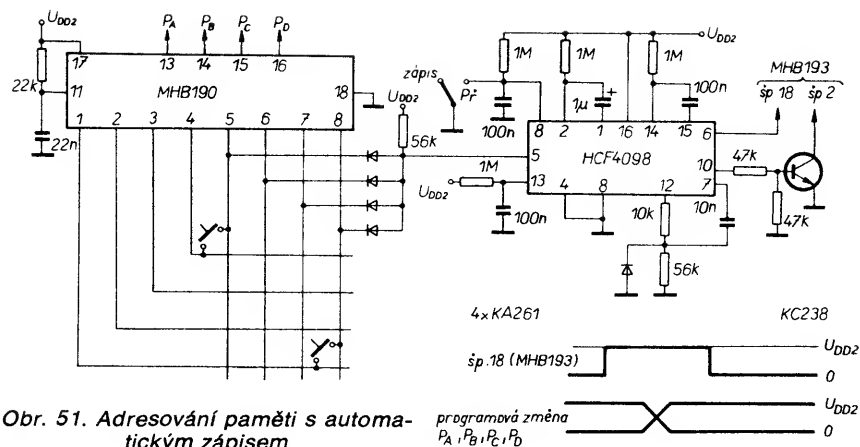 U_DD2
P_A P_B P_C P_D
17 13 14 15 16
22k
11 MHB190 18
22n
1 2 3 4 5 6 7 8
U_DD2
56k
zápis
Př
1M 1M 1M
U_DD2
100n
1μ +
100n
MHB193
šp 18 šp 2
8 2 1 16 14 15 6
5 HCF4098 10
13 4 8 12 7
1M
U_DD2
100n
47k
10n
10k
47k
56k
4xKA261 KC238
šp.18 (MHB193)
U_DD2
0
programová změna
P_A, P_B, P_C, P_D
U_DD2
0
Obr. 51. Adresování paměti s automa-
tickým zápisem